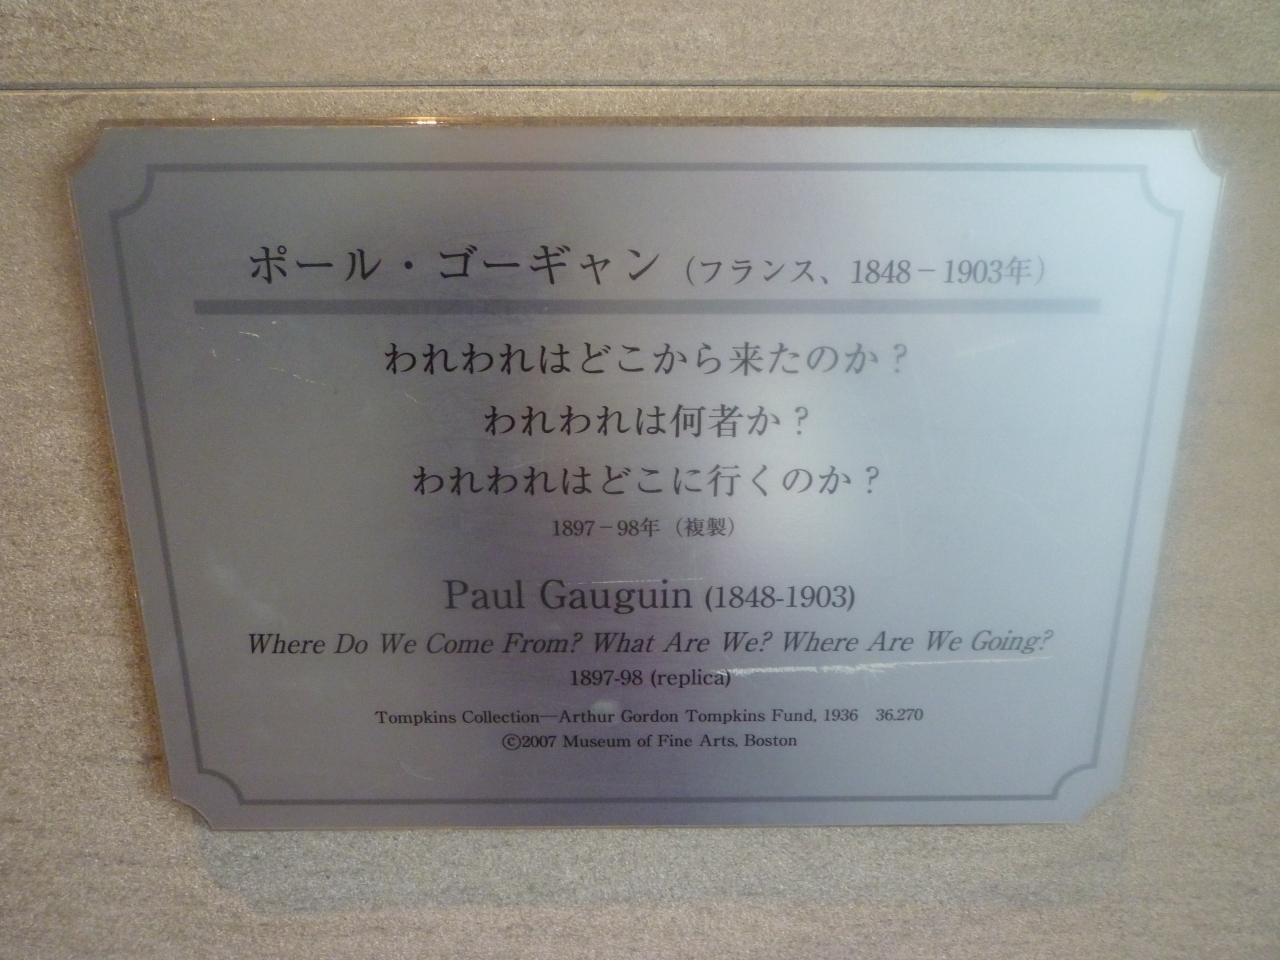 ポール・ゴーギャン（フランス、1848－1903年）
われわれはどこから来たのか？
われわれは何者か？
われわれはどこに行くのか？
1897－98年（複製）
Paul Gauguin (1848-1903)
Where Do We Come From? What Are We? Where Are We Going?
1897-98 (replica)
Tompkins Collection—Arthur Gordon Tompkins Fund, 1936 36.270
©2007 Museum of Fine Arts, Boston